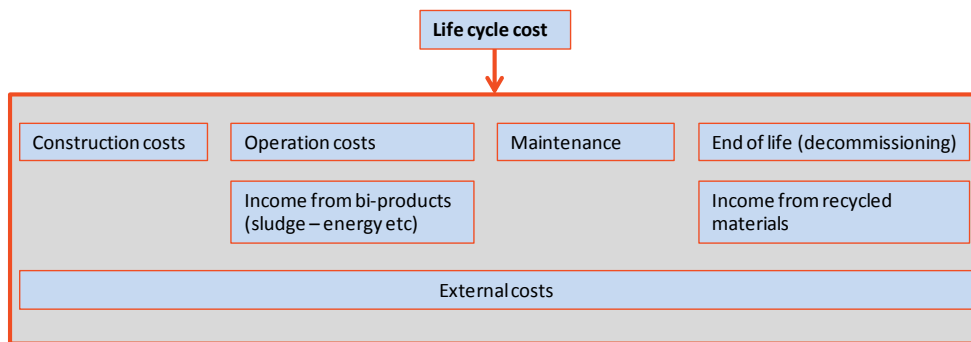 Life cycle cost
Construction costs
Operation costs
Maintenance
End of life (decommissioning)
Income from bi-products
(sludge – energy etc)
Income from recycled
materials
External costs